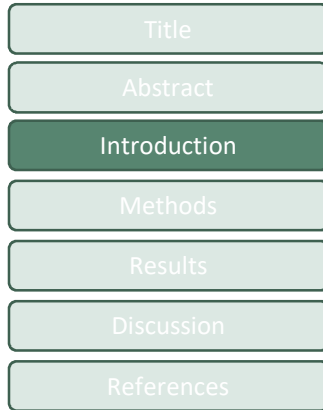 Title
Abstract
Introduction
Methods
Results
Discussion
References